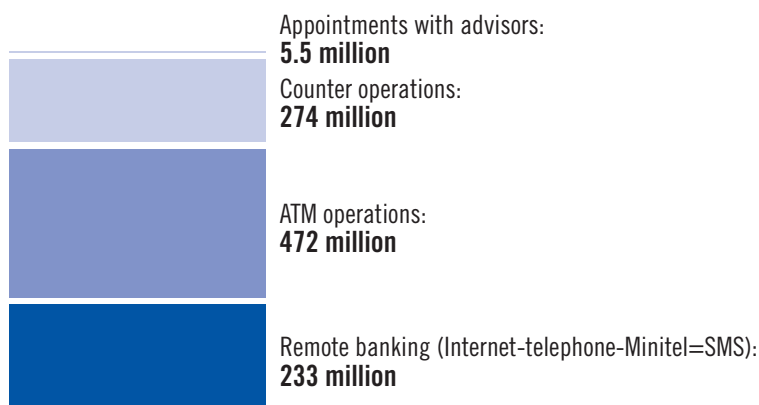 Appointments with advisors:
5.5 million
Counter operations:
274 million
ATM operations:
472 million
Remote banking (Internet-telephone-Minitel=SMS):
233 million